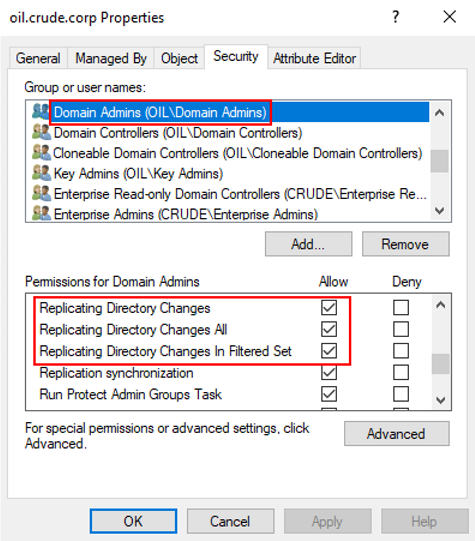 oil.crude.corp Properties
General Managed By Object Security Attribute Editor
Group or user names:
Domain Admins (OIL\Domain Admins)
Domain Controllers (OIL\Domain Controllers)
Cloneable Domain Controllers (OIL\Cloneable Domain Controllers)
Key Admins (OIL\Key Admins)
Enterprise Read-only Domain Controllers (CRUDE\Enterprise Re...
Enterprise Admins (CRUDE\Enterprise Admins)
Add... Remove
Permissions for Domain Admins Allow Deny
Replicating Directory Changes
Replicating Directory Changes All
Replicating Directory Changes In Filtered Set
Replication synchronization
Run Protect Admin Groups Task
For special permissions or advanced settings, click
Advanced.
Advanced
OK Cancel Apply Help